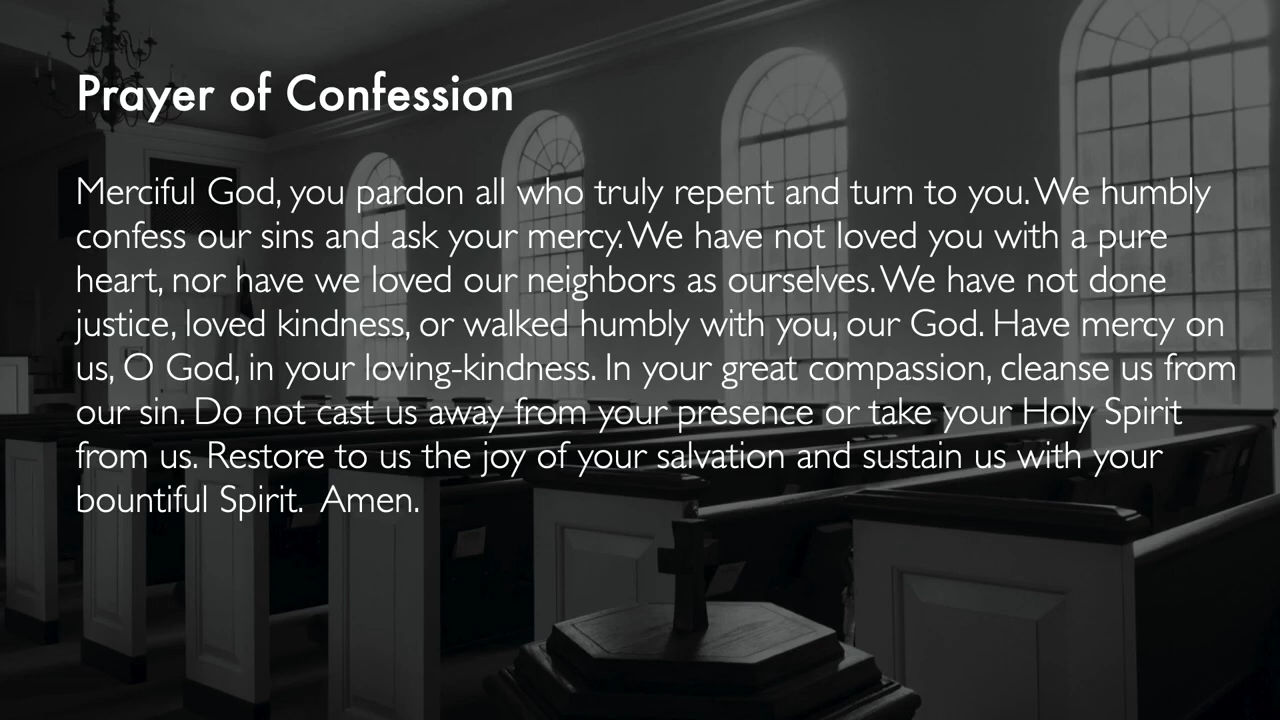 Prayer of Confession
Merciful God, you pardon all who truly repent and turn to you. We humbly
confess our sins and ask your mercy. We have not loved you with a pure
heart, nor have we loved our neighbors as ourselves. We have not done
justice, loved kindness, or walked humbly with you, our God. Have mercy on
us, O God, in your loving-kindness. In your great compassion, cleanse us from
our sin. Do not cast us away from your presence or take your Holy Spirit
from us. Restore to us the joy of your salvation and sustain us with your
bountiful Spirit.  Amen.